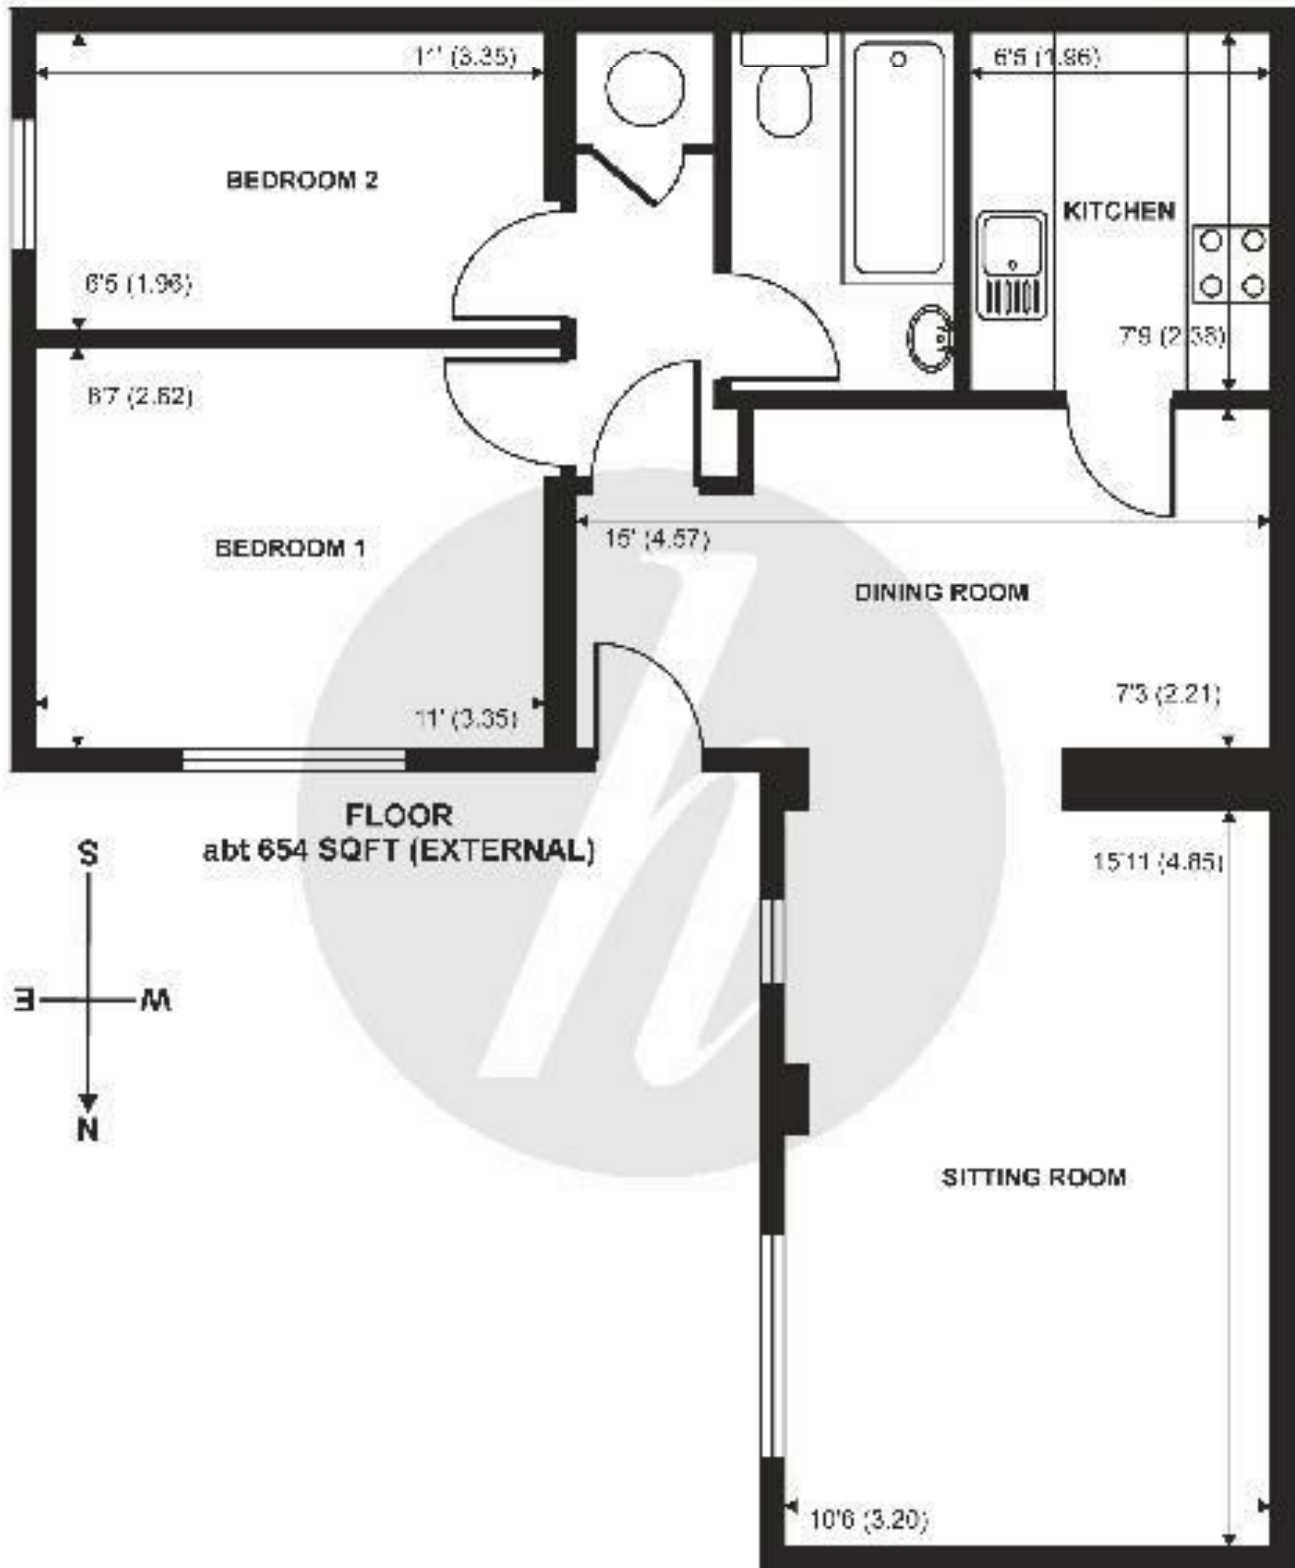 11' (3.35)
6'5 (1.96)
BEDROOM 2
KITCHEN
6'5 (1.96)
7'9 (2.36)
8'7 (2.62)
15' (4.57)
BEDROOM 1
DINING ROOM
7'3 (2.21)
11' (3.35)
FLOOR
abt 654 SQFT (EXTERNAL)
S
15'11 (4.85)
E
W
N
SITTING ROOM
10'6 (3.20)
h